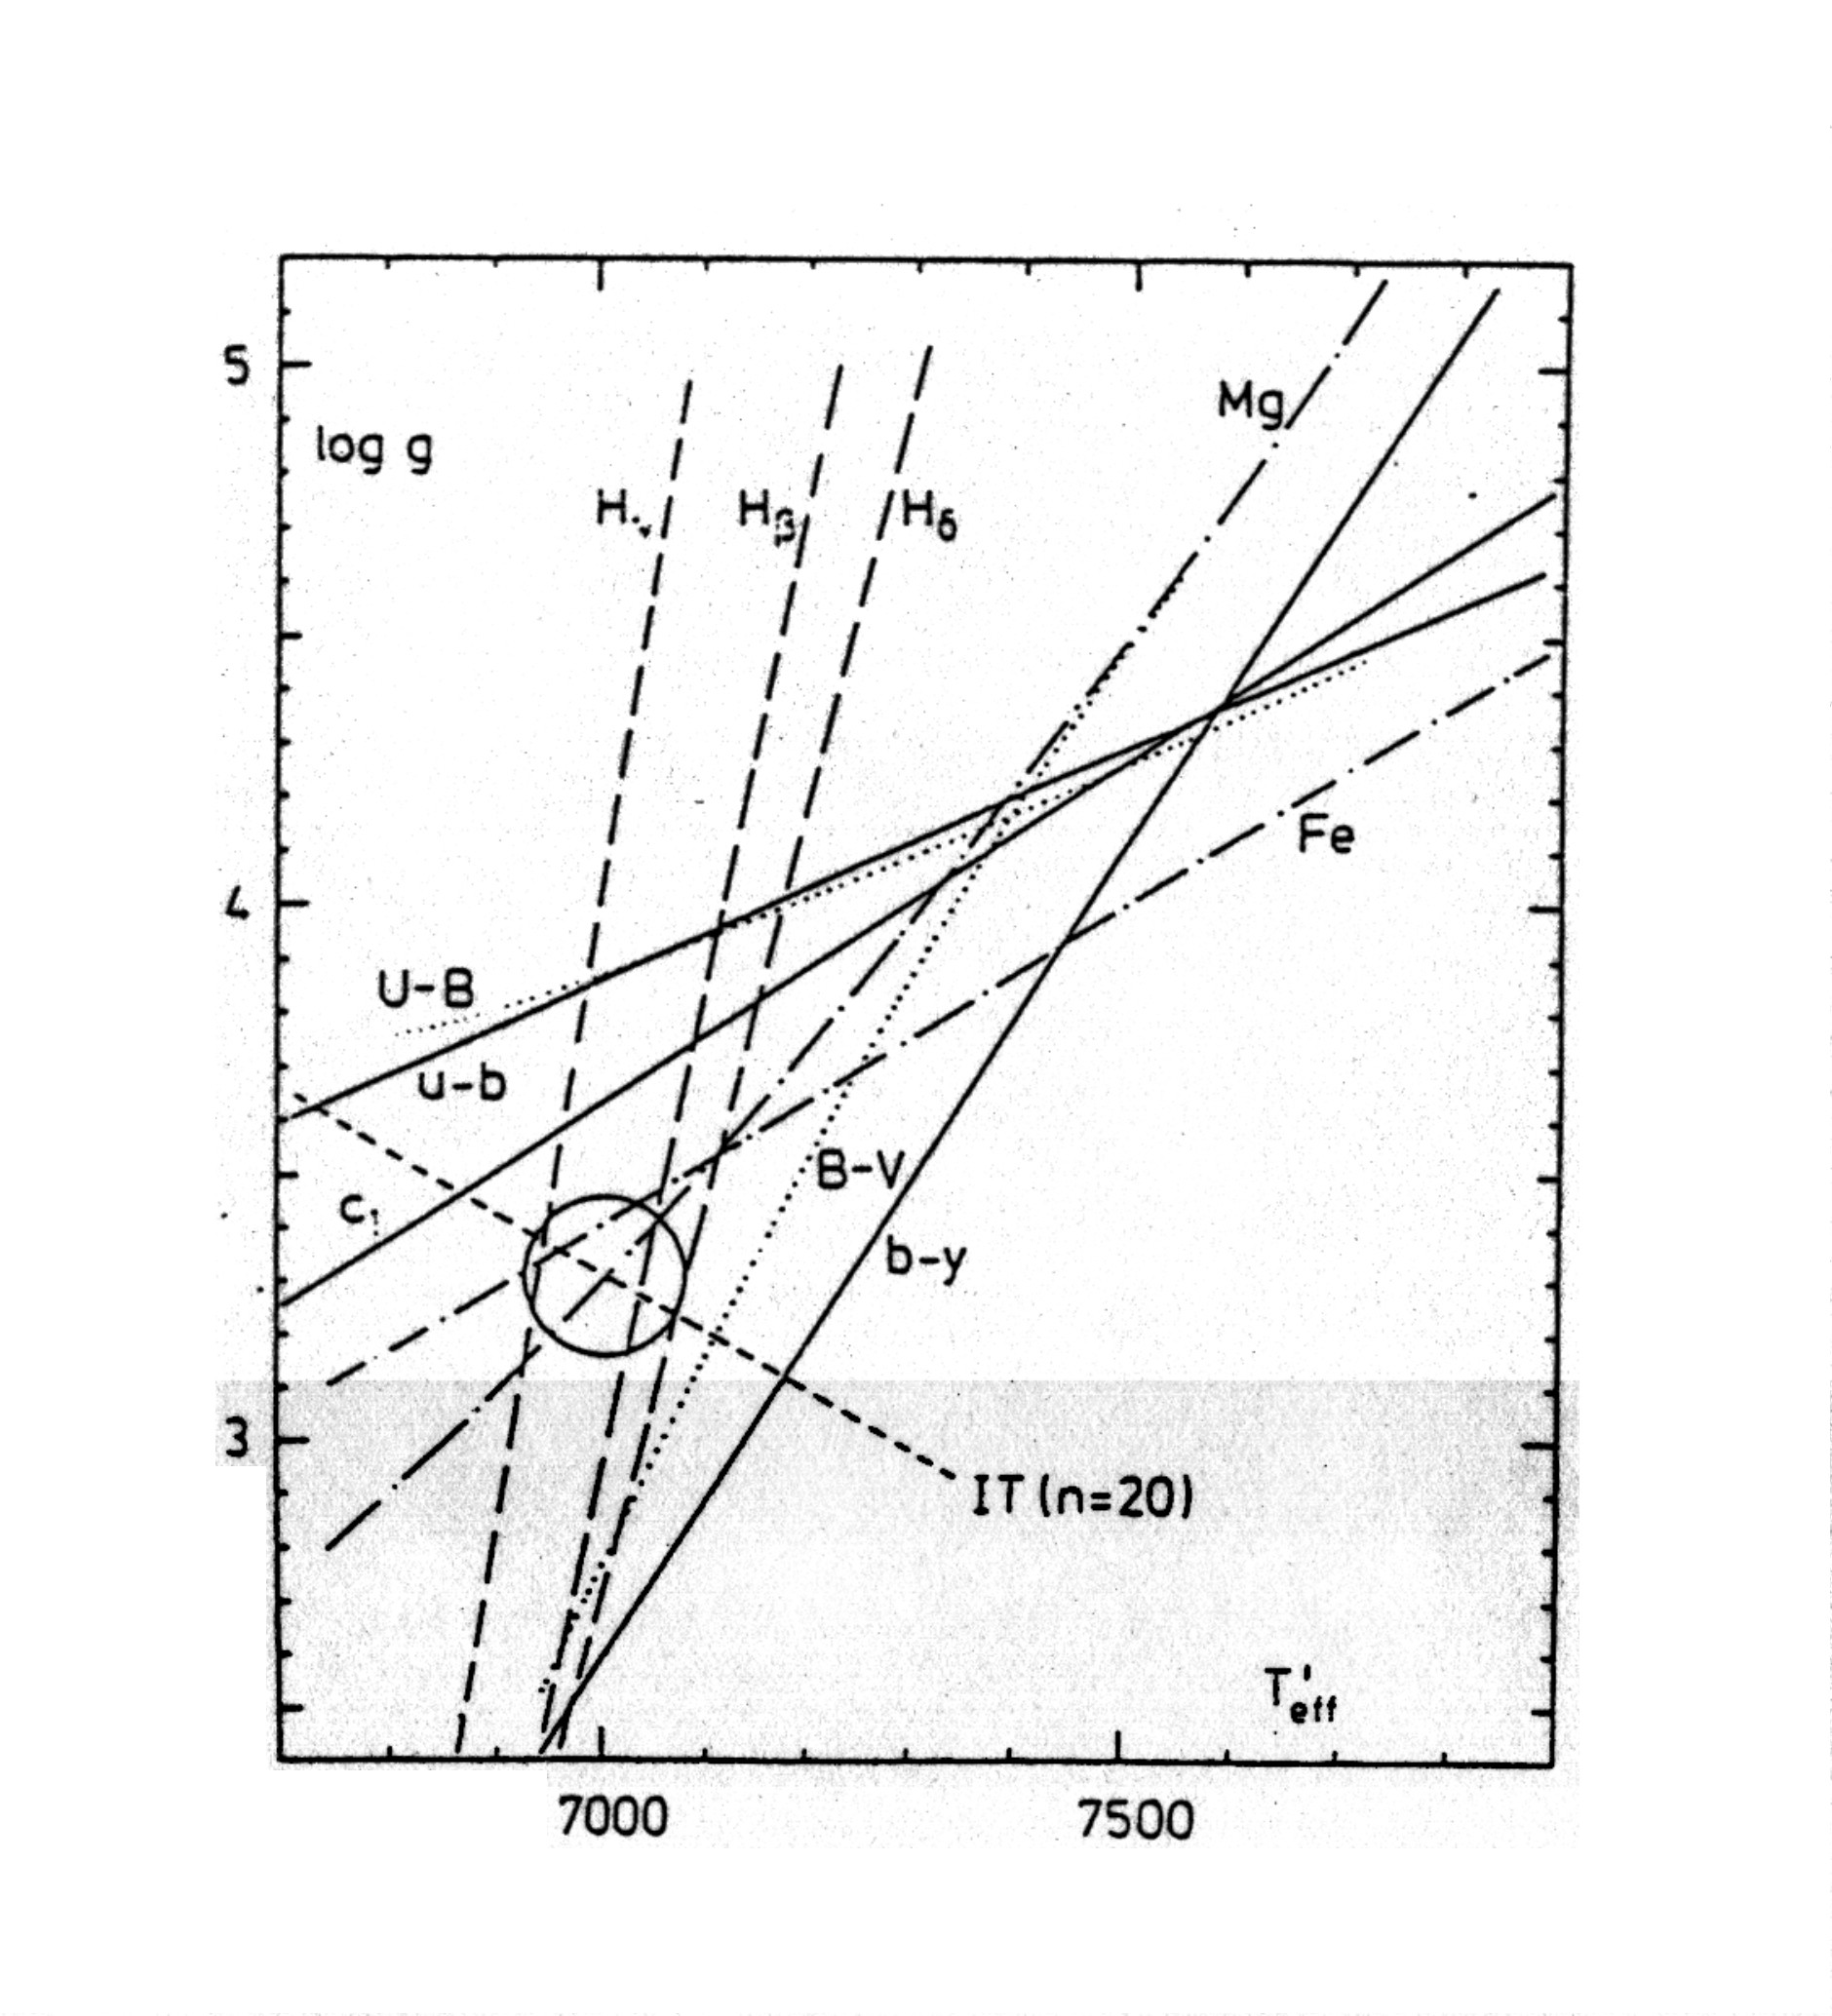 5
log g
Mg
Hγ
Hβ
Hδ
Fe
4
U-B
u-b
c₁
B-V
b-y
3
IT (n=20)
T'eff
7000
7500